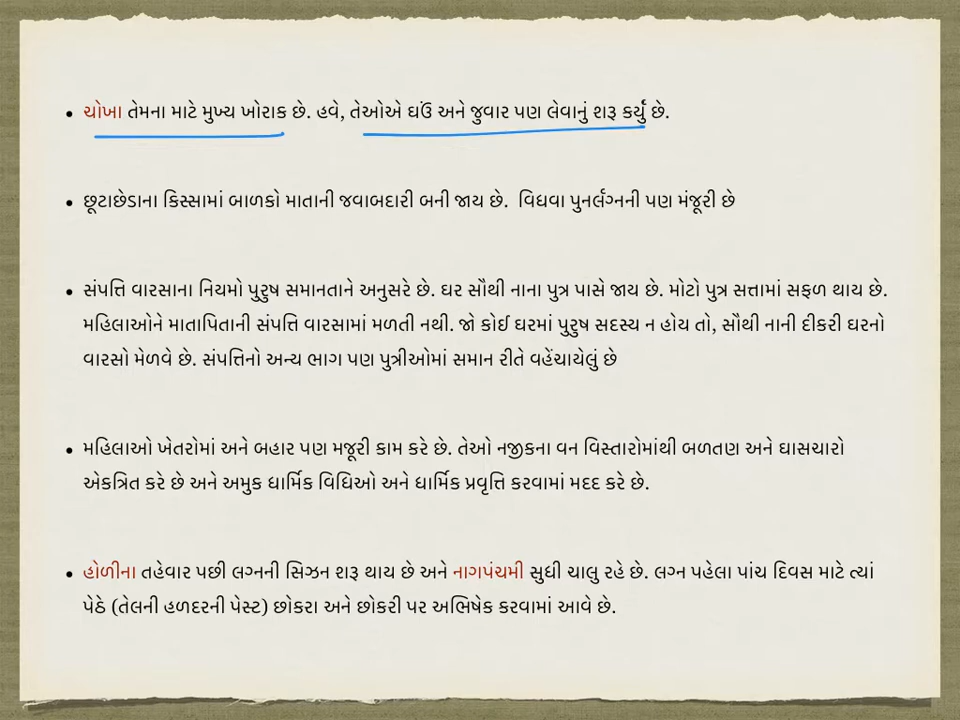 • ચોખા તેમના માટે મુખ્ય ખોરાક છે. હવે, તેઓએ ઘઉં અને જુવાર પણ લેવાનું શરૂ કર્યું છે.
• છૂટાછેડાના કિસ્સામાં બાળકો માતાની જવાબદારી બની જાય છે. વિધવા પુનર્લગ્નની પણ મંજૂરી છે
• સંપત્તિ વારસાના નિયમો પુરુષ સમાનતાને અનુસરે છે. ઘર સૌથી નાના પુત્ર પાસે જાય છે. મોટો પુત્ર સત્તામાં સફળ થાય છે.
મહિલાઓને માતાપિતાની સંપત્તિ વારસામાં મળતી નથી. જો કોઈ ઘરમાં પુરુષ સદસ્ય ન હોય તો, સૌથી નાની દીકરી ઘરનો
વારસો મેળવે છે. સંપત્તિનો અન્ય ભાગ પણ પુત્રીઓમાં સમાન રીતે વહેંચાયેલું છે
• મહિલાઓ ખેતરોમાં અને બહાર પણ મજૂરી કામ કરે છે. તેઓ નજીકના વન વિસ્તારોમાંથી બળતણ અને ઘાસચારો
એકત્રિત કરે છે અને અમુક ધાર્મિક વિધિઓ અને ધાર્મિક પ્રવૃત્તિ કરવામાં મદદ કરે છે.
• હોળીના તહેવાર પછી લગ્નની સિઝન શરૂ થાય છે અને નાગપંચમી સુધી ચાલુ રહે છે. લગ્ન પહેલા પાંચ દિવસ માટે ત્યાં
પેઠે (તેલની હળદરની પેસ્ટ) છોકરા અને છોકરી પર અભિષેક કરવામાં આવે છે.